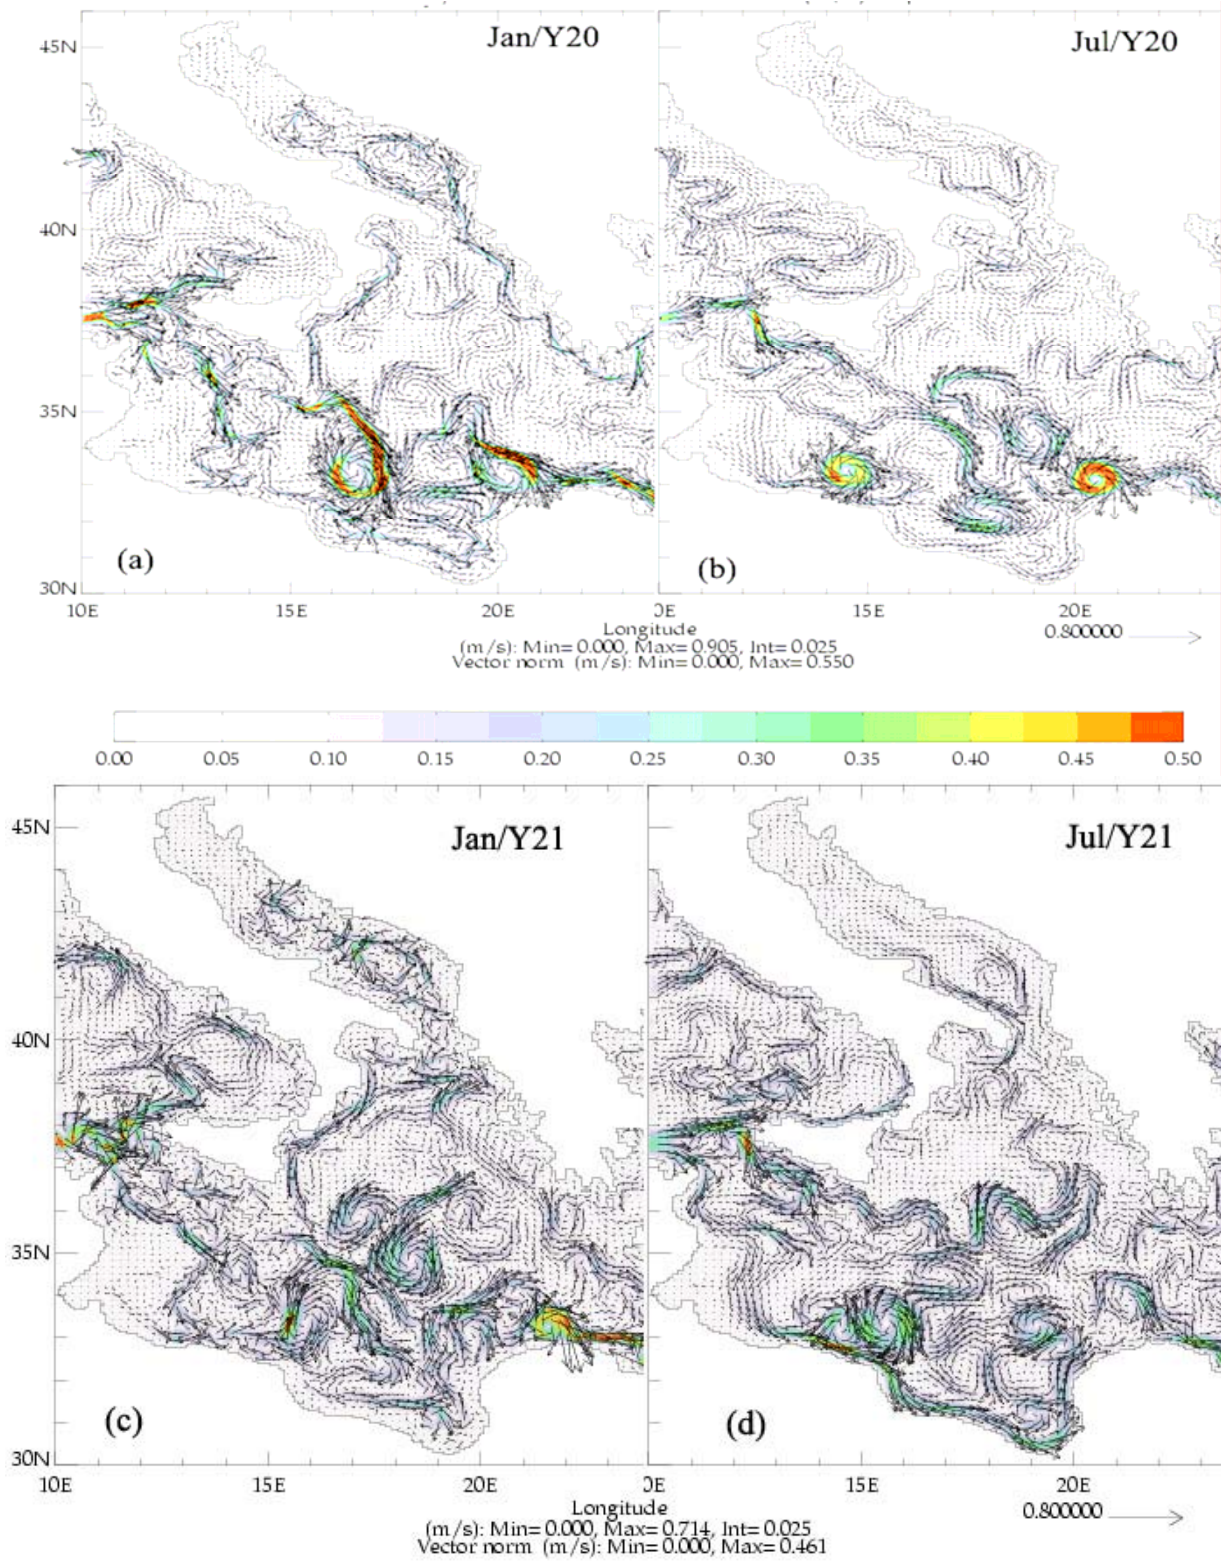 Jan/Y20
Jul/Y20
45N
40N
35N
30N
(a)
(b)
10E 15E 20E 0E 15E 20E
Longitude
0.800000
(m/s): Min= 0.000, Max= 0.905, Int= 0.025
Vector norm (m/s): Min= 0.000, Max= 0.550
0.00 0.05 0.10 0.15 0.20 0.25 0.30 0.35 0.40 0.45 0.50
Jan/Y21
Jul/Y21
45N
40N
35N
30N
(c)
(d)
10E 15E 20E 0E 15E 20E
Longitude
0.800000
(m/s): Min= 0.000, Max= 0.714, Int= 0.025
Vector norm (m/s): Min= 0.000, Max= 0.461